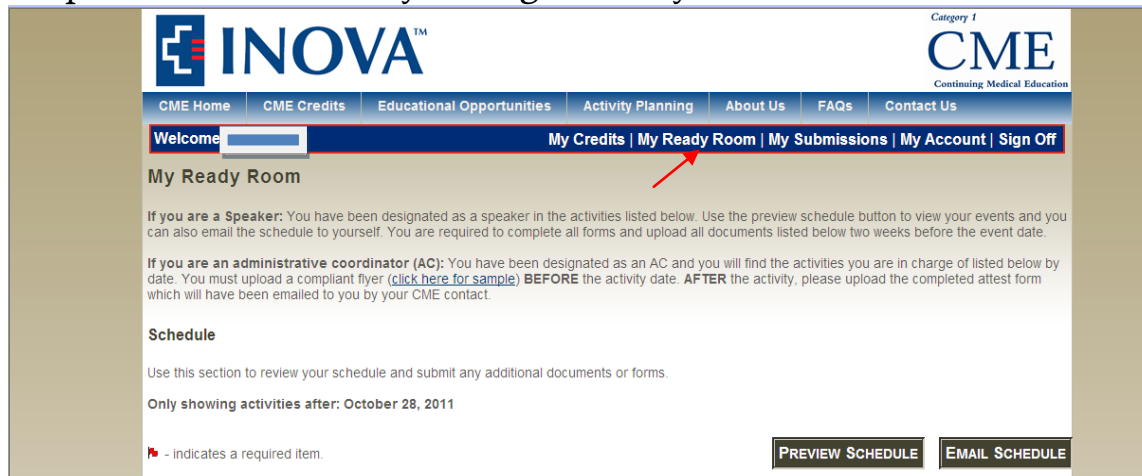 INOVA™
Category 1
CME
Continuing Medical Education
CME Home CME Credits Educational Opportunities Activity Planning About Us FAQs Contact Us
Welcome My Credits | My Ready Room | My Submissions | My Account | Sign Off
My Ready Room
If you are a Speaker: You have been designated as a speaker in the activities listed below. Use the preview schedule button to view your events and you
can also email the schedule to yourself. You are required to complete all forms and upload all documents listed below two weeks before the event date.
If you are an administrative coordinator (AC): You have been designated as an AC and you will find the activities you are in charge of listed below by
date. You must upload a compliant flyer (click here for sample) BEFORE the activity date. AFTER the activity, please upload the completed attest form
which will have been emailed to you by your CME contact.
Schedule
Use this section to review your schedule and submit any additional documents or forms.
Only showing activities after: October 28, 2011
- indicates a required item.
PREVIEW SCHEDULE EMAIL SCHEDULE